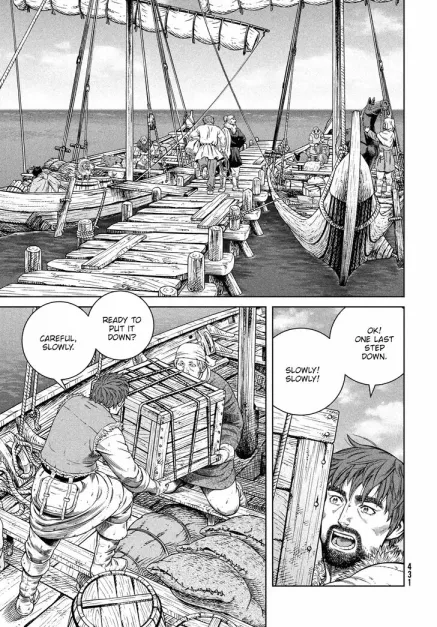 READY TO
PUT IT
DOWN?
CAREFUL,
SLOWLY.
OK!
ONE LAST
STEP
DOWN.
SLOWLY!
SLOWLY!
431